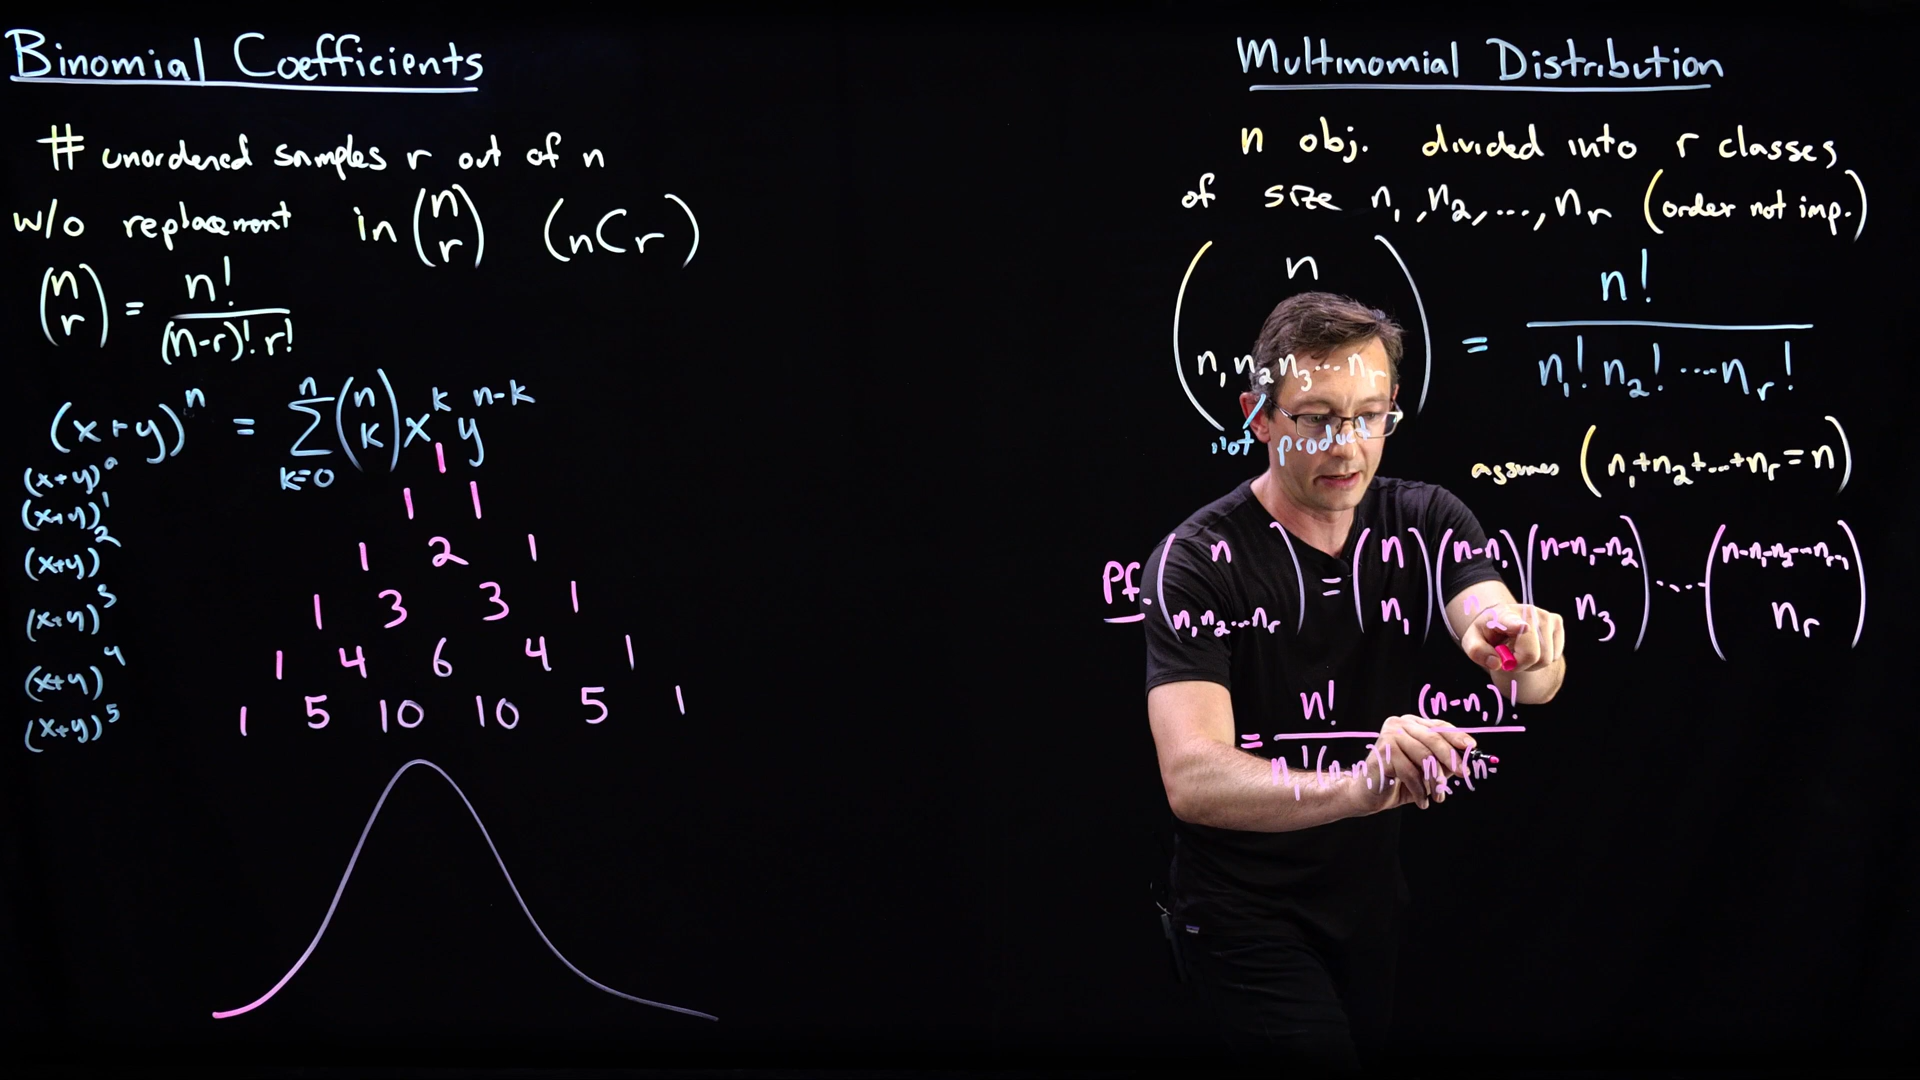 Binomial Coefficients
# unordered samples r out of n
w/o replacement in (n r) (nCr)
(n r) = n! / (n-r)! r!
(x+y)^n = Σ_{k=0}^{n} (n k) x^k y^{n-k}
(x+y)^0 1
(x+y)^1 1 1
(x+y)^2 1 2 1
(x+y)^3 1 3 3 1
(x+y)^4 1 4 6 4 1
(x+y)^5 1 5 10 10 5 1
Multinomial Distribution
n obj. divided into r classes
of size n₁, n₂, ..., nᵣ (order not imp.)
(n n₁ n₂ n₃ ... nᵣ) = n! / n₁! n₂! ... nᵣ!
not product
assumes (n₁+n₂+...+nᵣ=n)
Pf. (n n₁ n₂ ... nᵣ) = (n n₁) (n-n₁ n₂) (n-n₁-n₂ n₃) ... (n-n₁-n₂-...-nᵣ₋₁ nᵣ)
= n! / n₁! (n-n₁)! (n-n₁)! / n₂! (n-